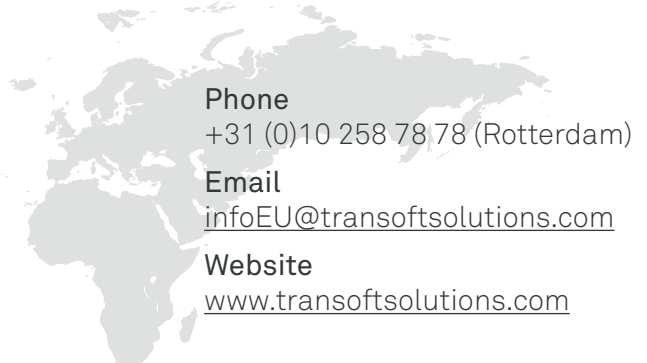 Phone
+31 (0)10 258 78 78 (Rotterdam)
Email
infoEU@transoftsolutions.com
Website
www.transoftsolutions.com